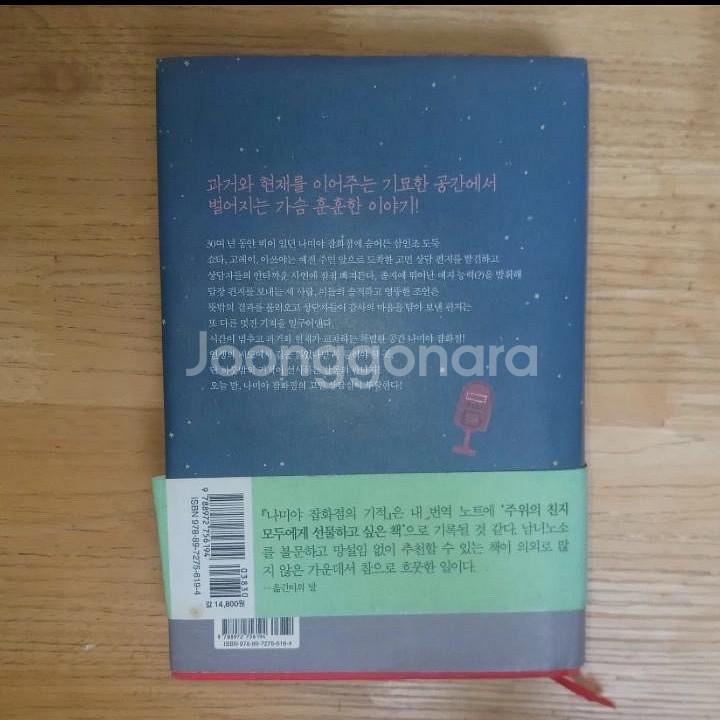 과거와 현재를 이어주는 기묘한 공간에서
벌어지는 가슴 훈훈한 이야기!
30여 년 동안 비어 있던 나미야 잡화점에 숨어든 삼인조 도둑
쇼타, 고헤이, 아쓰야는 예전 주인 앞으로 도착한 고민 상담 편지를 발견하고
상담자들의 안타까운 사연에 점점 빠져든다. 졸지에 뛰어난 예지 능력(?)을 발휘해
답장 편지를 보내는 세 사람, 이들의 솔직하고 엉뚱한 조언은
뜻밖의 결과를 불러오고 상담자들이 감사의 마음을 담아 보낸 편지는
또 다른 멋진 기적을 일구어낸다.
시간이 멈추고 과거와 현재가 교차하는 특별한 공간 나미야 잡화점!
인생의
오늘 밤, 나미야 잡화점의 고민 상담실이 부활한다!
Joonggonara
『나미야 잡화점의 기적』은 내 번역 노트에 '주위의 친지
모두에게 선물하고 싶은 책'으로 기록될 것 같다. 남녀노소
를 불문하고 망설임 없이 추천할 수 있는 책이 의외로 많
지 않은 가운데서 참으로 흐뭇한 일이다.
—옮긴이의 말
9 788972 756194
03830
ISBN 978-89-7275-619-4
값 14,800원
9 788972 756194
ISBN 978-89-7275-619-4